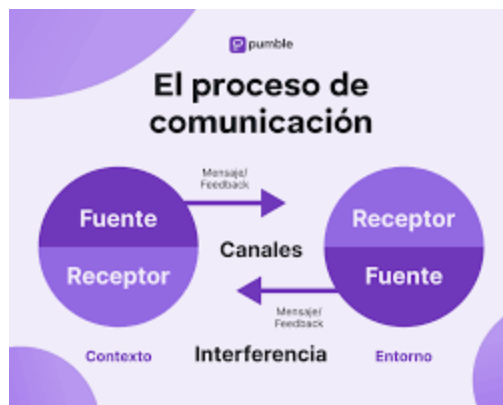 pumble
El proceso de
comunicación
Mensaje/
Feedback
Fuente
Receptor
Canales
Receptor
Fuente
Mensaje/
Feedback
Contexto
Interferencia
Entorno